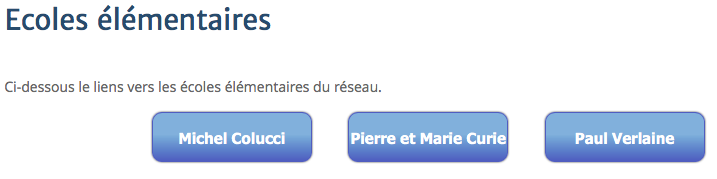 Ecoles élémentaires
Ci-dessous le liens vers les écoles élémentaires du réseau.
Michel Colucci
Pierre et Marie Curie
Paul Verlaine